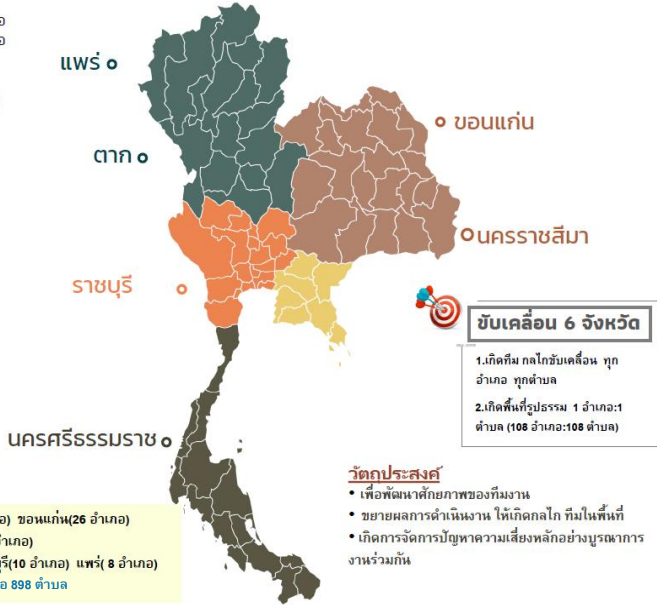 อ
อ
แพร่
ตาก
ขอนแก่น
นครราชสีมา
ราชบุรี
ขับเคลื่อน 6 จังหวัด
1.เกิดทีม กลไกขับเคลื่อน ทุก
อำเภอ ทุกตำบล
2.เกิดพื้นที่รูปธรรม 1 อำเภอ:1
ตำบล (108 อำเภอ:108 ตำบล)
นครศรีธรรมราช
วัตถุประสงค์
• เพื่อพัฒนาศักยภาพของทีมงาน
• ขยายผลการดำเนินงาน ให้เกิดกลไก ทีมในพื้นที่
• เกิดการจัดการปัญหาความเสี่ยงหลักอย่างบูรณาการ
งานร่วมกัน
อ) ขอนแก่น(26 อำเภอ)
อำเภอ)
รี(10 อำเภอ) แพร่( 8 อำเภอ)
อ 898 ตำบล